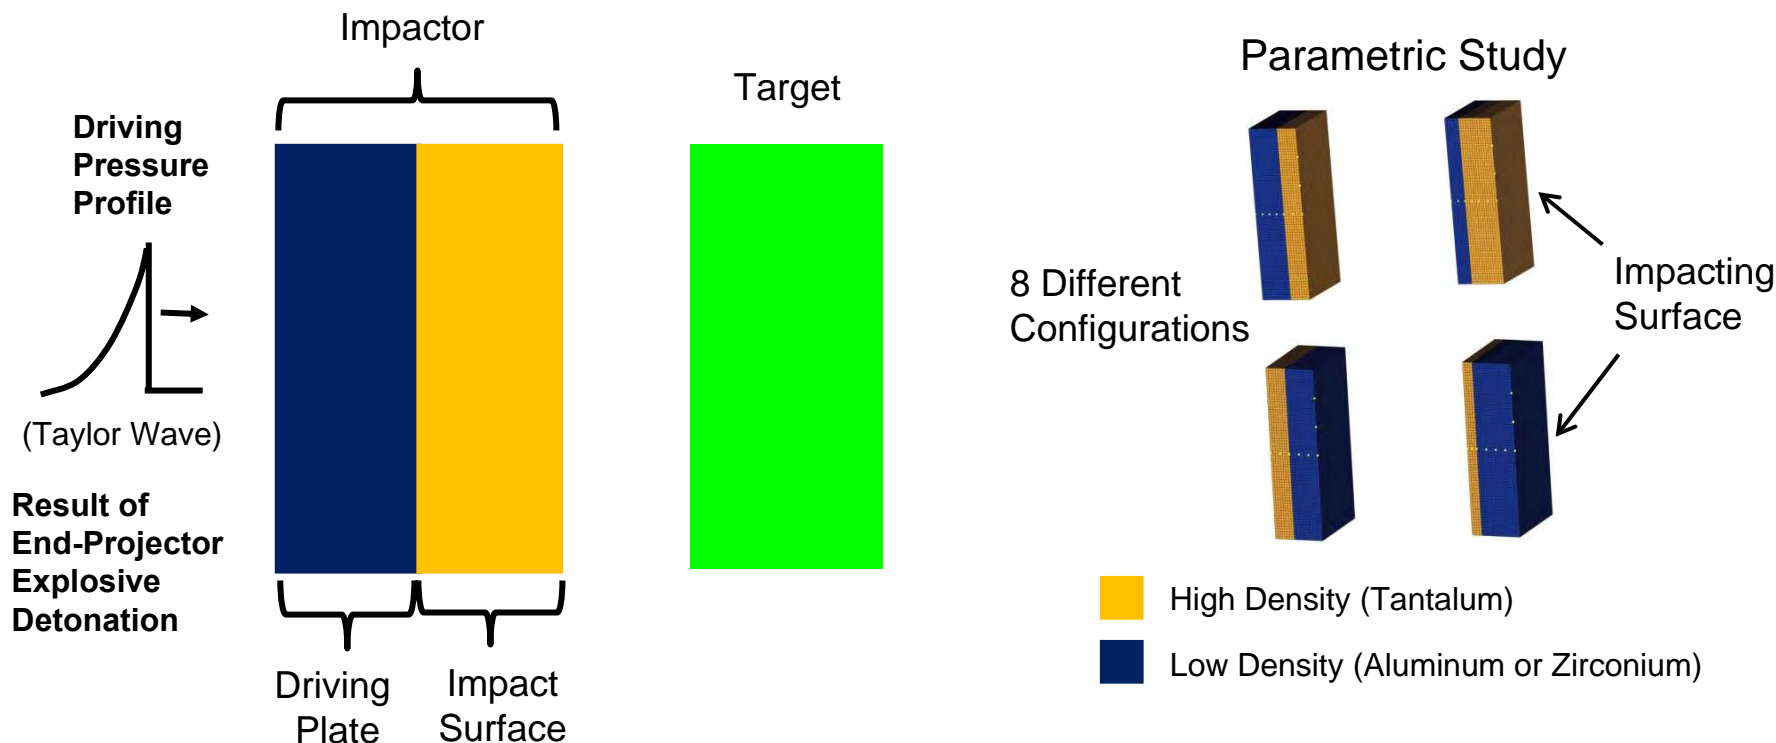 Impactor
Target
Driving
Pressure
Profile
(Taylor Wave)
Result of
End-Projector
Explosive
Detonation
Driving
Plate
Impact
Surface
Parametric Study
8 Different
Configurations
Impacting
Surface
High Density (Tantalum)
Low Density (Aluminum or Zirconium)